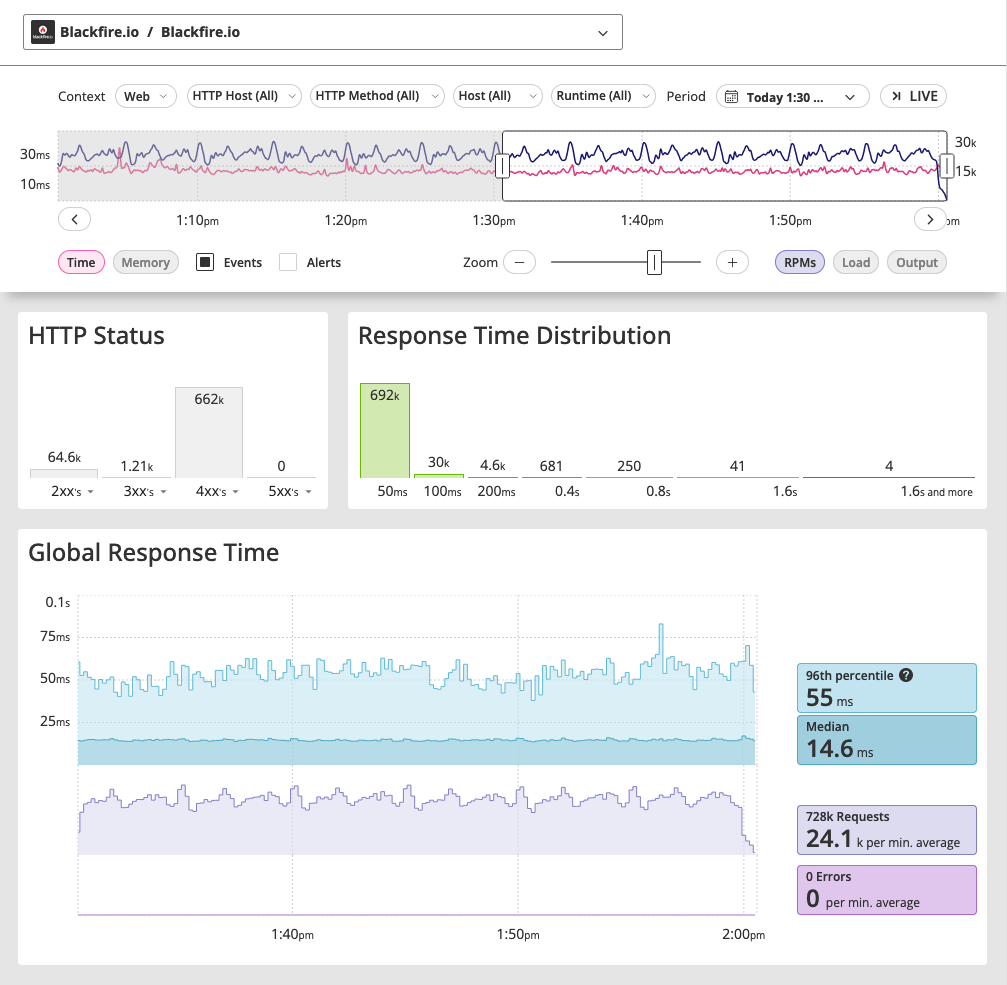 Blackfire.io / Blackfire.io
Context Web HTTP Host (All) HTTP Method (All) Host (All) Runtime (All) Period Today 1:30 ... LIVE
30ms 30k
10ms 15k
1:10pm 1:20pm 1:30pm 1:40pm 1:50pm pm
Time Memory Events Alerts Zoom − + RPMs Load Output
HTTP Status
64.6k 1.21k 662k 0
2xx's 3xx's 4xx's 5xx's
Response Time Distribution
692k 30k 4.6k 681 250 41 4
50ms 100ms 200ms 0.4s 0.8s 1.6s 1.6s and more
Global Response Time
0.1s
75ms
50ms
25ms
96th percentile ?
55 ms
Median
14.6 ms
728k Requests
24.1 k per min. average
0 Errors
0 per min. average
1:40pm 1:50pm 2:00pm